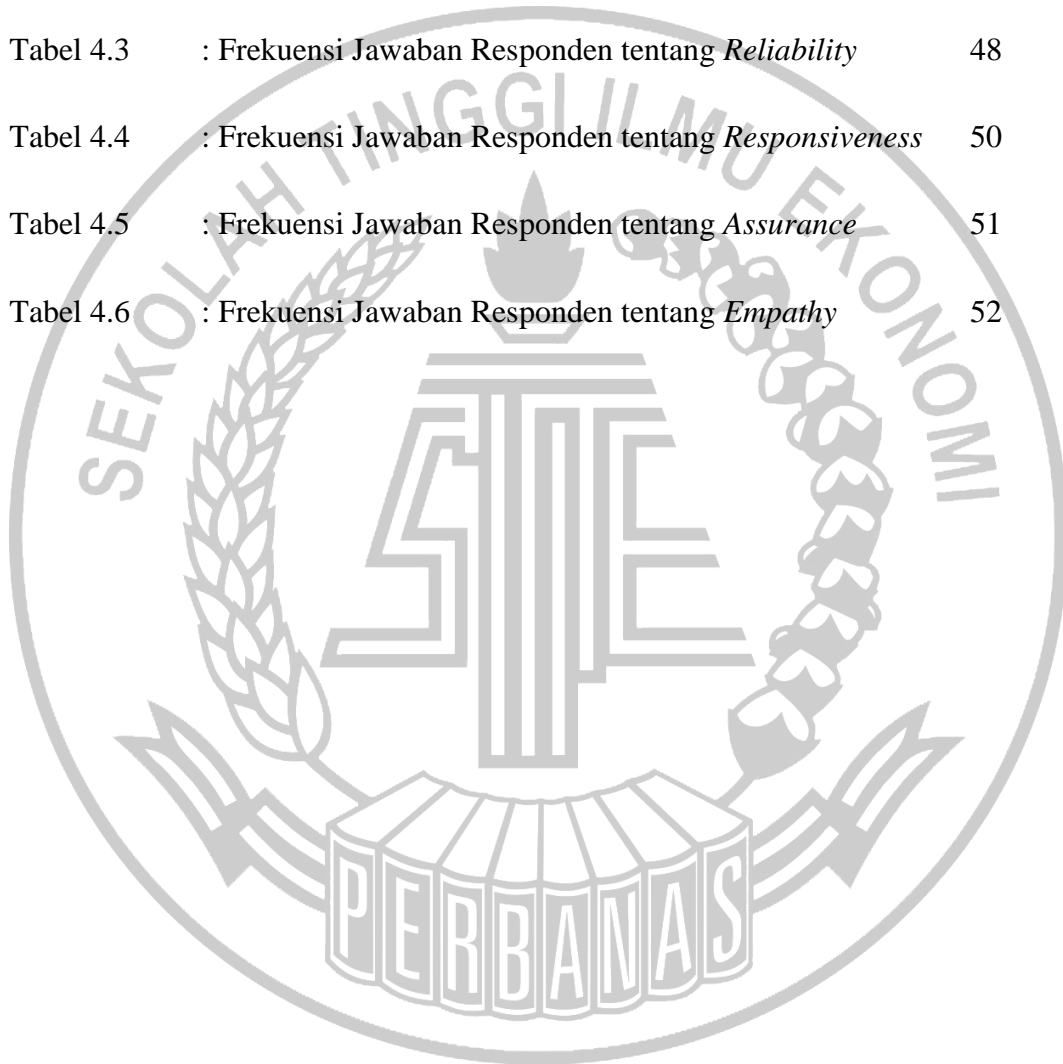 Tabel 4.3 : Frekuensi Jawaban Responden tentang Reliability 48
Tabel 4.4 : Frekuensi Jawaban Responden tentang Responsiveness 50
Tabel 4.5 : Frekuensi Jawaban Responden tentang Assurance 51
Tabel 4.6 : Frekuensi Jawaban Responden tentang Empathy 52
SEKOLAH TINGGI ILMU EKONOMI
STIE
PERBANAS